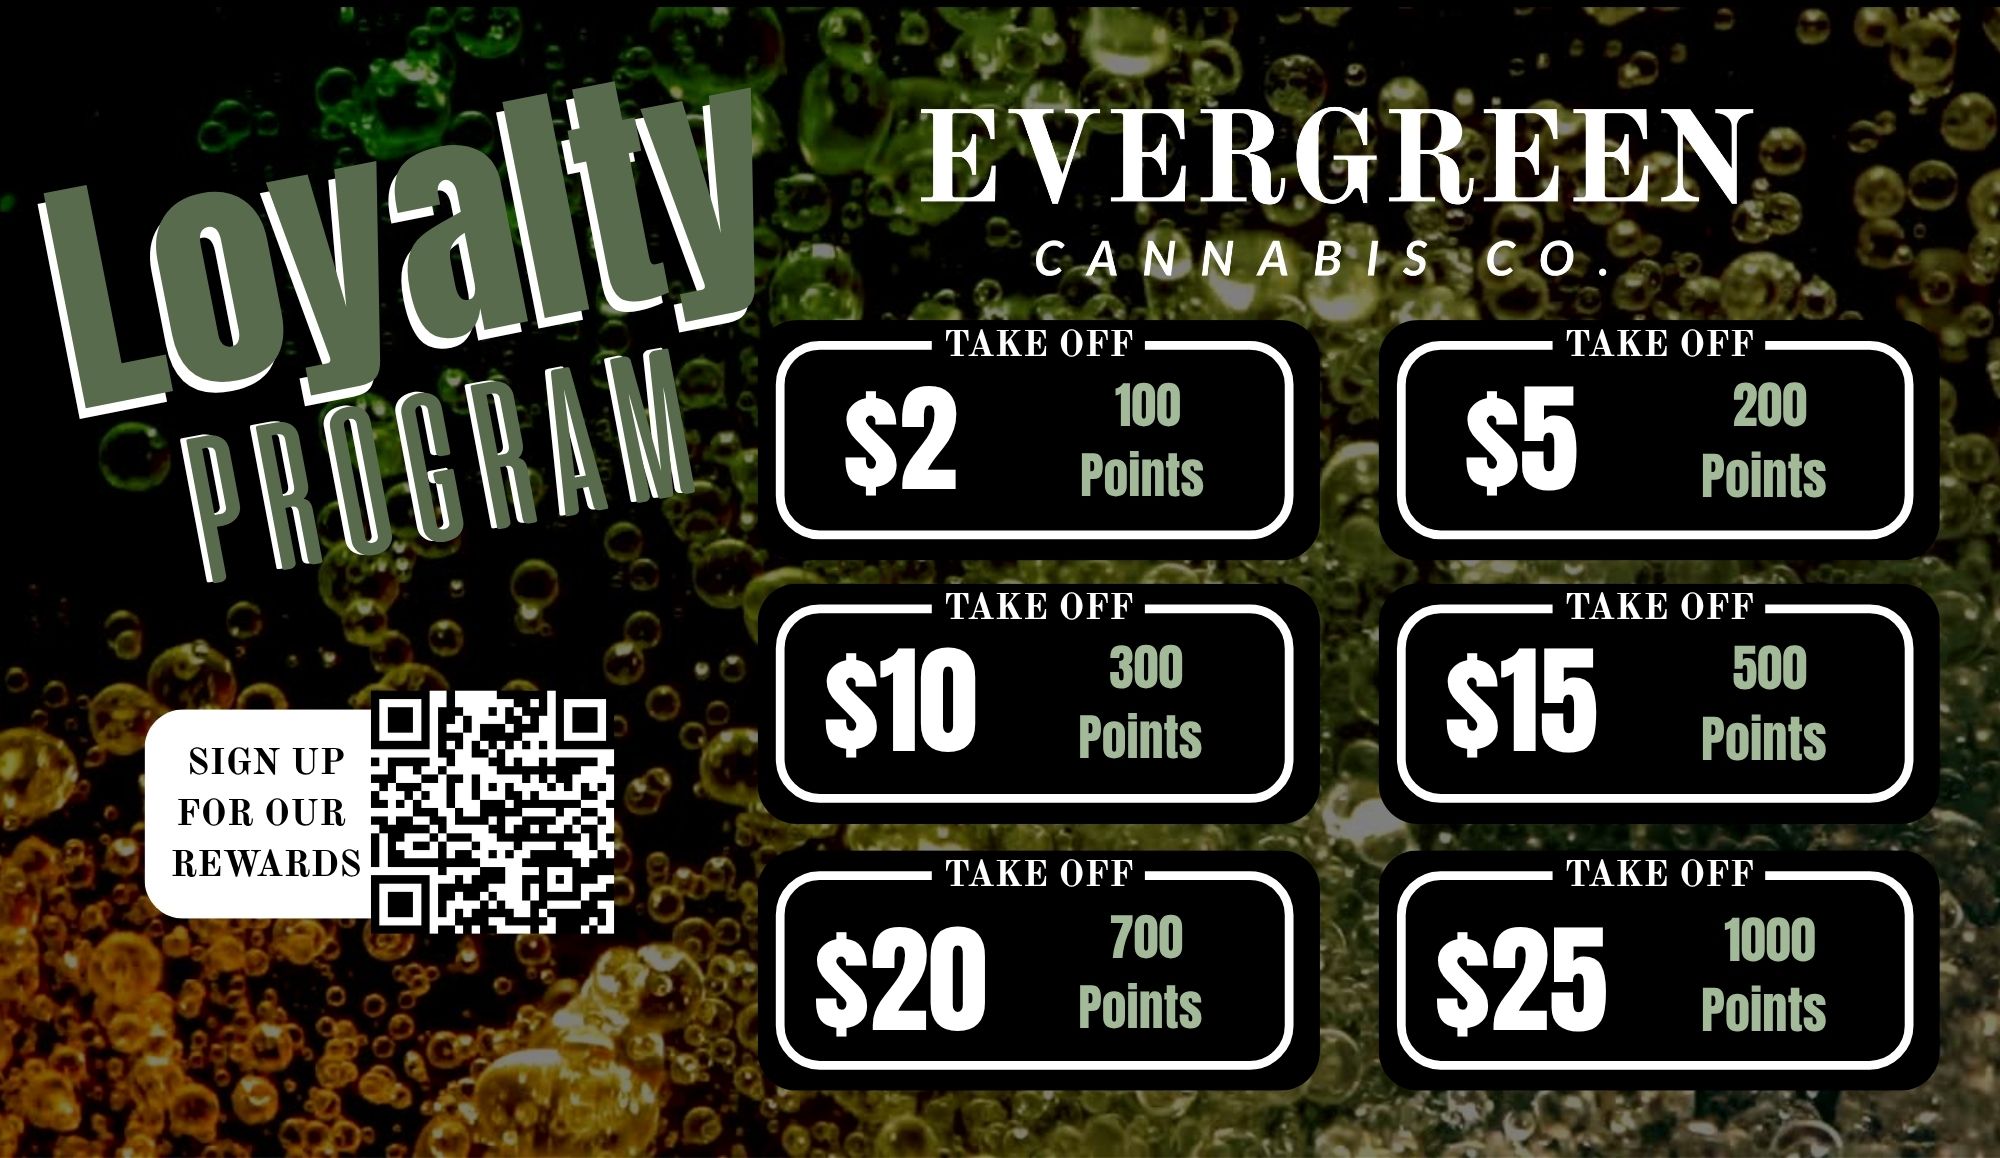 Loyalty
PROGRAM
SIGN UP
FOR OUR
REWARDS
EVERGREEN
CANNABIS CO.
TAKE OFF
$2
100
Points
TAKE OFF
$5
200
Points
TAKE OFF
$10
300
Points
TAKE OFF
$15
500
Points
TAKE OFF
$20
700
Points
TAKE OFF
$25
1000
Points